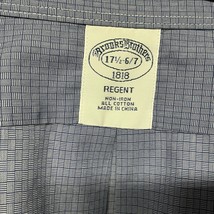 Brooks Brothers
17½-6/7
1818
REGENT
NON-IRON
ALL COTTON
MADE IN CHINA